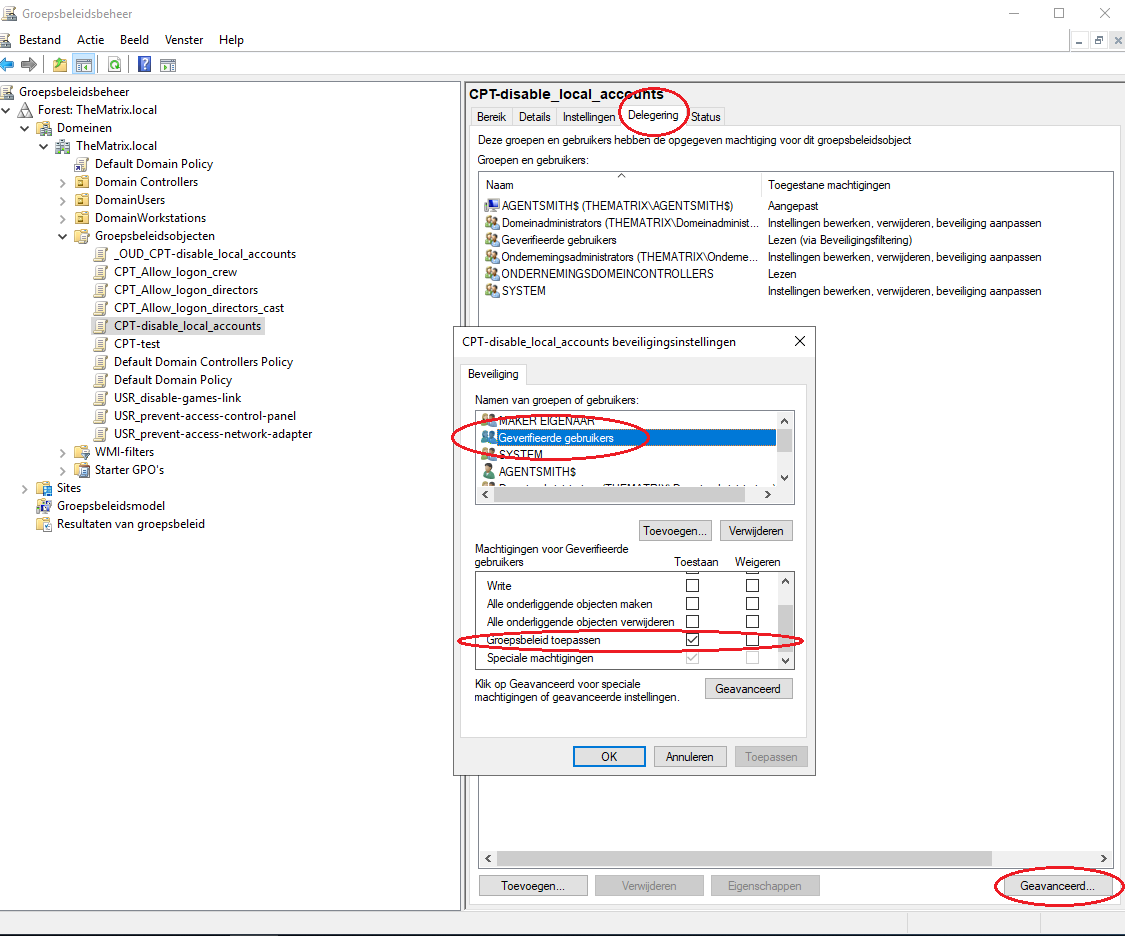 Groepsbeleidsbeheer
Bestand Actie Beeld Venster Help
Groepsbeleidsbeheer
Forest: TheMatrix.local
Domeinen
TheMatrix.local
Default Domain Policy
Domain Controllers
DomainUsers
DomainWorkstations
Groepsbeleidsobjecten
_OUD_CPT-disable_local_accounts
CPT_Allow_logon_crew
CPT_Allow_logon_directors
CPT_Allow_logon_directors_cast
CPT-disable_local_accounts
CPT-test
Default Domain Controllers Policy
Default Domain Policy
USR_disable-games-link
USR_prevent-access-control-panel
USR_prevent-access-network-adapter
WMI-filters
Starter GPO's
Sites
Groepsbeleidsmodel
Resultaten van groepsbeleid
CPT-disable_local_accounts
Bereik Details Instellingen Delegering Status
Deze groepen en gebruikers hebben de opgegeven machtiging voor dit groepsbeleidsobject
Groepen en gebruikers:
Naam Toegestane machtigingen
AGENTSMITH$ (THEMATRIX\AGENTSMITH$) Aangepast
Domeinadministrators (THEMATRIX\Domeinadminist... Instellingen bewerken, verwijderen, beveiliging aanpassen
Geverifieerde gebruikers Lezen (via Beveiligingsfiltering)
Ondernemingsadministrators (THEMATRIX\Onderne... Instellingen bewerken, verwijderen, beveiliging aanpassen
ONDERNEMINGSDOMEINCONTROLLERS Lezen
SYSTEM Instellingen bewerken, verwijderen, beveiliging aanpassen
CPT-disable_local_accounts beveiligingsinstellingen
Beveiliging
Namen van groepen of gebruikers:
MAKER EIGENAAR
Geverifieerde gebruikers
SYSTEM
AGENTSMITH$
Toevoegen... Verwijderen
Machtigingen voor Geverifieerde
gebruikers Toestaan Weigeren
Write
Alle onderliggende objecten maken
Alle onderliggende objecten verwijderen
Groepsbeleid toepassen
Speciale machtigingen
Klik op Geavanceerd voor speciale
machtigingen of geavanceerde instellingen.
Geavanceerd
OK Annuleren Toepassen
Toevoegen... Verwijderen Eigenschappen Geavanceerd...